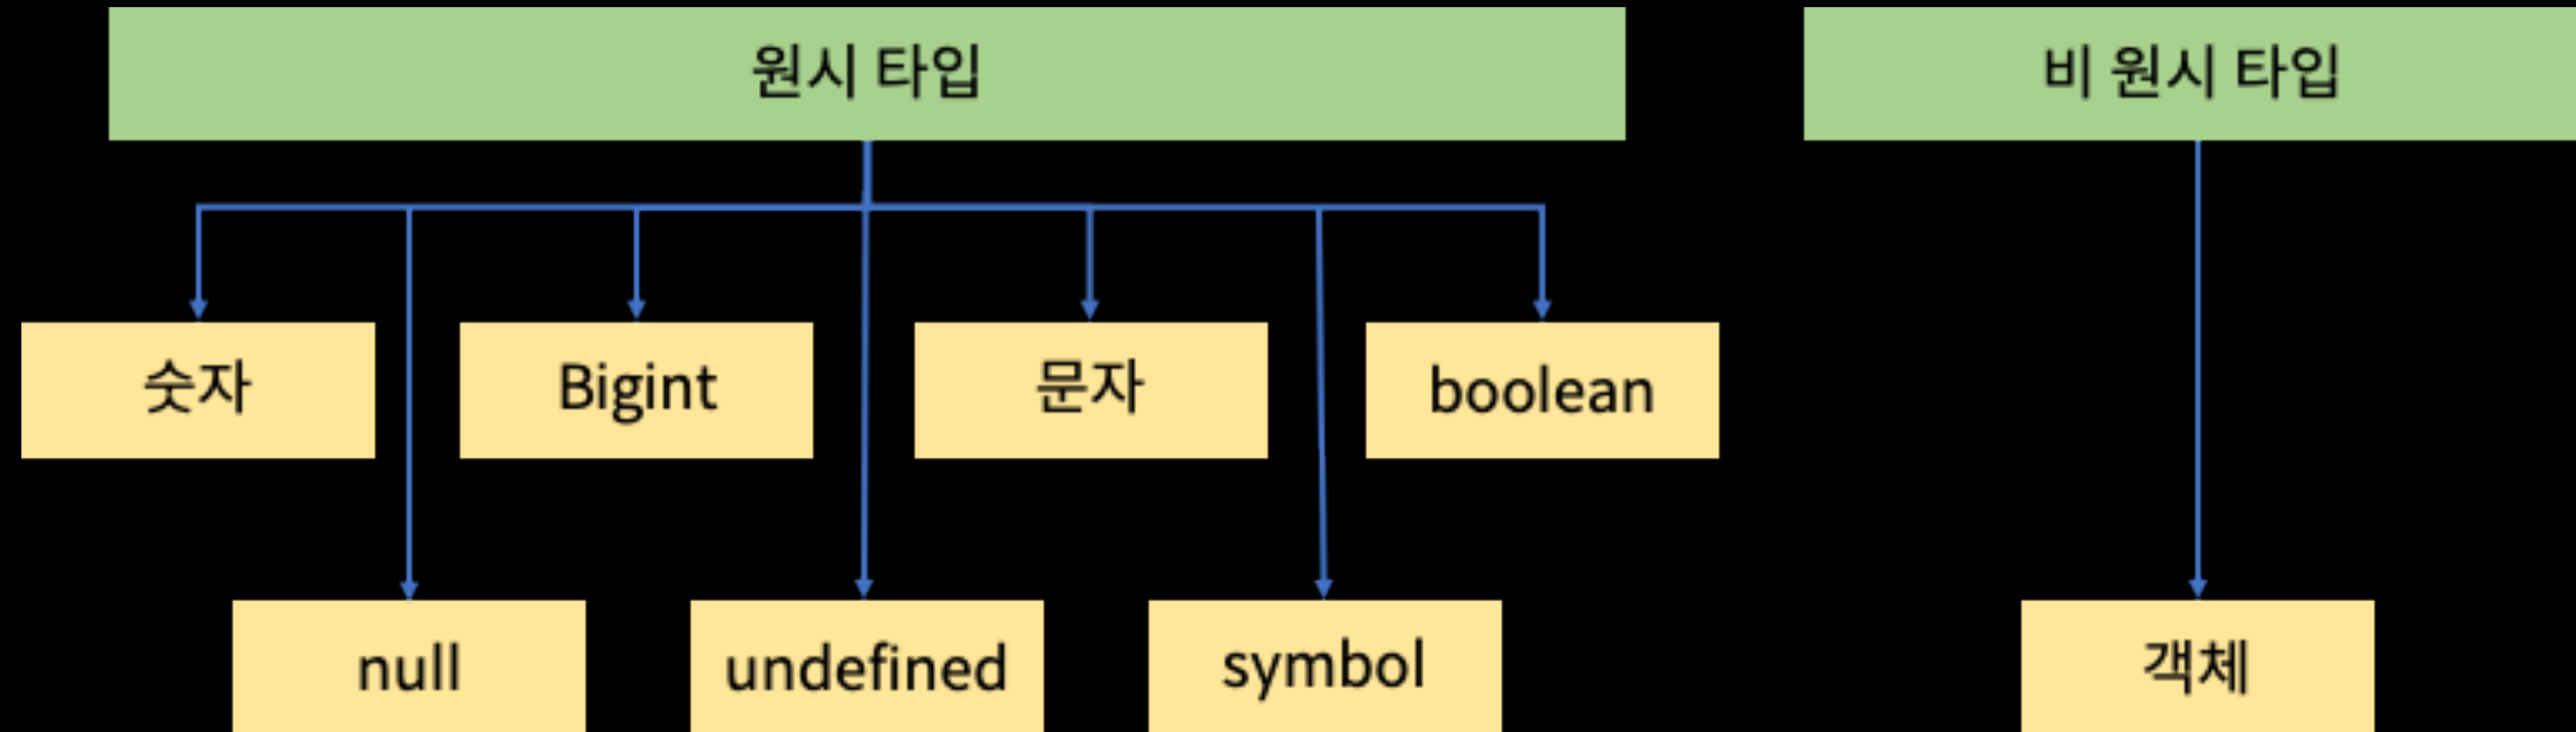 원시 타입
비 원시 타입
숫자
Bigint
문자
boolean
null
undefined
symbol
객체